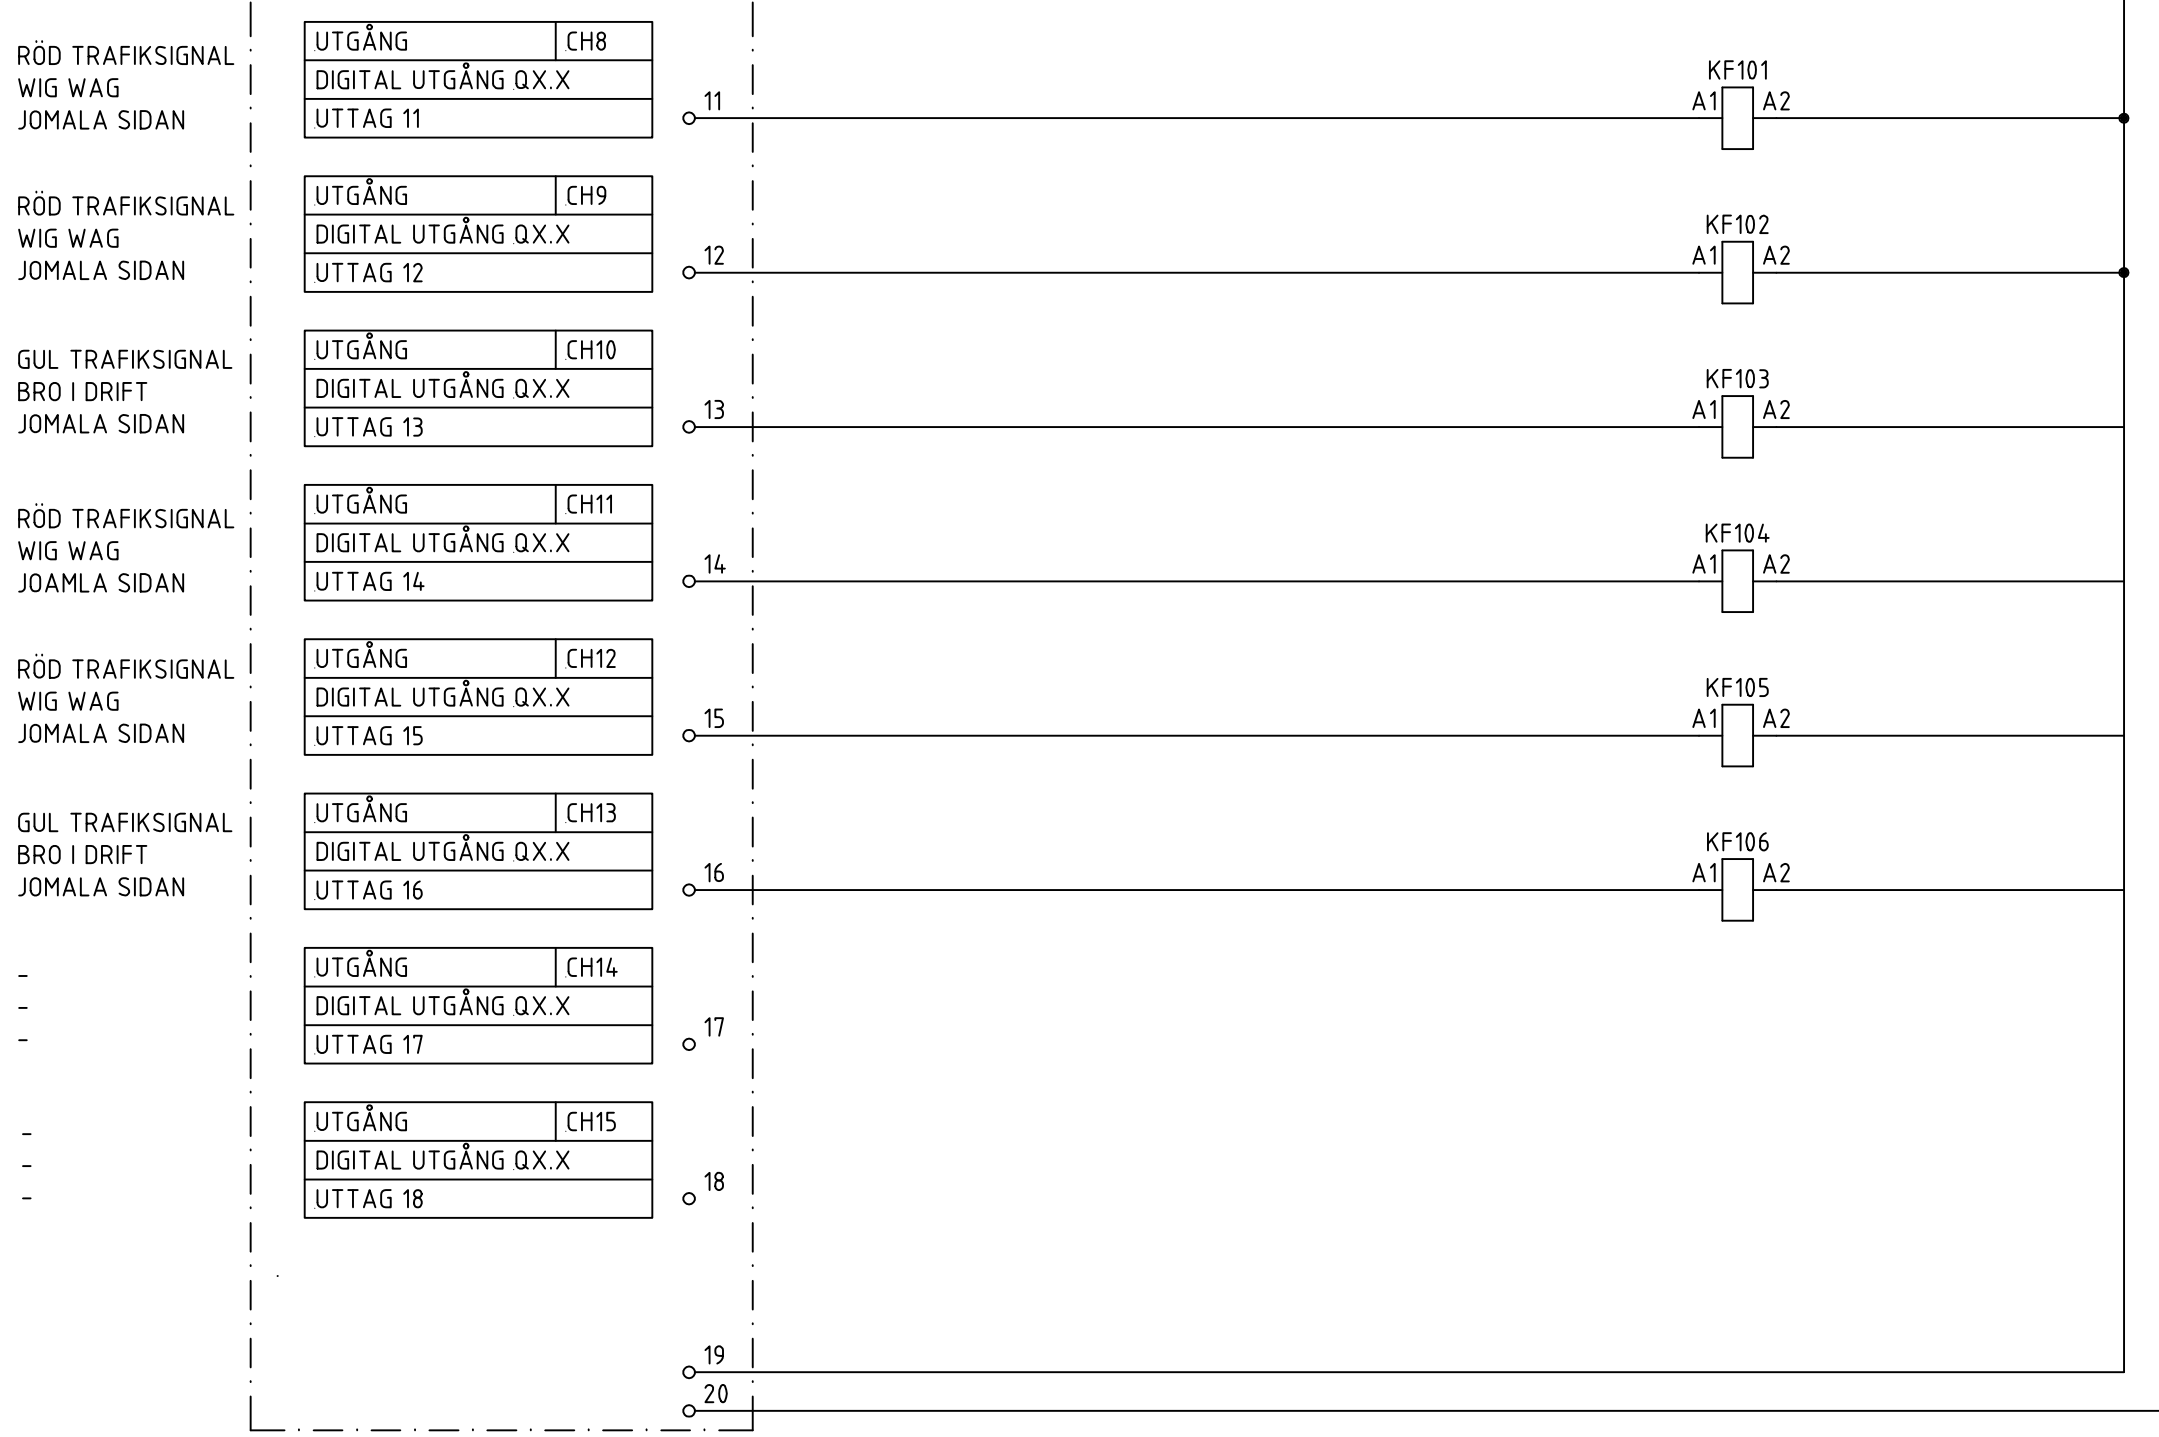 RÖD TRAFIKSIGNAL
WIG WAG
JOMALA SIDAN
UTGÅNG CH8
DIGITAL UTGÅNG QX.X
UTTAG 11
11
KF101
A1 A2
RÖD TRAFIKSIGNAL
WIG WAG
JOMALA SIDAN
UTGÅNG CH9
DIGITAL UTGÅNG QX.X
UTTAG 12
12
KF102
A1 A2
GUL TRAFIKSIGNAL
BRO I DRIFT
JOMALA SIDAN
UTGÅNG CH10
DIGITAL UTGÅNG QX.X
UTTAG 13
13
KF103
A1 A2
RÖD TRAFIKSIGNAL
WIG WAG
JOAMLA SIDAN
UTGÅNG CH11
DIGITAL UTGÅNG QX.X
UTTAG 14
14
KF104
A1 A2
RÖD TRAFIKSIGNAL
WIG WAG
JOMALA SIDAN
UTGÅNG CH12
DIGITAL UTGÅNG QX.X
UTTAG 15
15
KF105
A1 A2
GUL TRAFIKSIGNAL
BRO I DRIFT
JOMALA SIDAN
UTGÅNG CH13
DIGITAL UTGÅNG QX.X
UTTAG 16
16
KF106
A1 A2
-
-
-
UTGÅNG CH14
DIGITAL UTGÅNG QX.X
UTTAG 17
17
-
-
-
UTGÅNG CH15
DIGITAL UTGÅNG QX.X
UTTAG 18
18
19
20